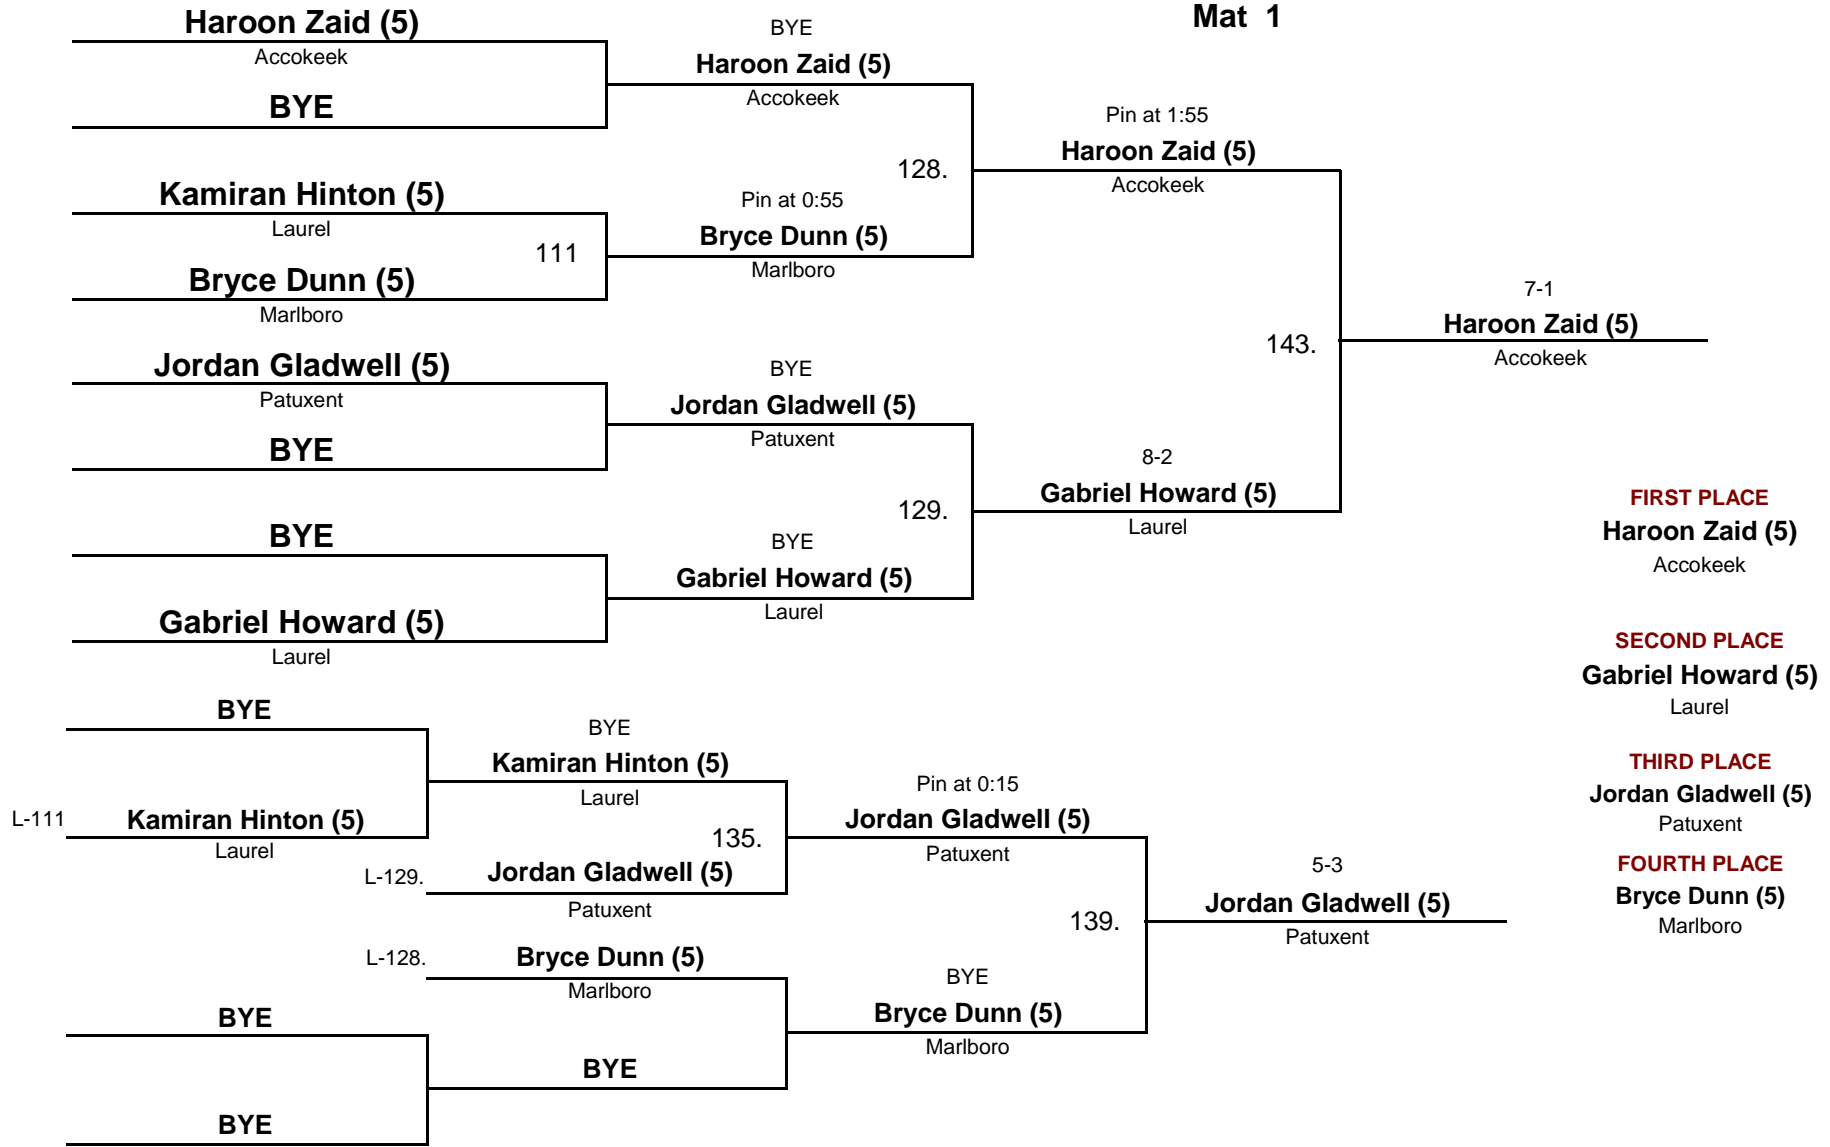 Mat 1
Haroon Zaid (5)
Accokeek
BYE
Kamiran Hinton (5)
Laurel
111
Bryce Dunn (5)
Marlboro
Jordan Gladwell (5)
Patuxent
BYE
BYE
Gabriel Howard (5)
Laurel
BYE
Haroon Zaid (5)
Accokeek
128.
Pin at 0:55
Bryce Dunn (5)
Marlboro
BYE
Jordan Gladwell (5)
Patuxent
129.
BYE
Gabriel Howard (5)
Laurel
Pin at 1:55
Haroon Zaid (5)
Accokeek
143.
8-2
Gabriel Howard (5)
Laurel
7-1
Haroon Zaid (5)
Accokeek
FIRST PLACE
Haroon Zaid (5)
Accokeek
SECOND PLACE
Gabriel Howard (5)
Laurel
THIRD PLACE
Jordan Gladwell (5)
Patuxent
FOURTH PLACE
Bryce Dunn (5)
Marlboro
BYE
L-111
Kamiran Hinton (5)
Laurel
BYE
Kamiran Hinton (5)
Laurel
135.
L-129.
Jordan Gladwell (5)
Patuxent
L-128.
Bryce Dunn (5)
Marlboro
BYE
BYE
BYE
Pin at 0:15
Jordan Gladwell (5)
Patuxent
139.
BYE
Bryce Dunn (5)
Marlboro
5-3
Jordan Gladwell (5)
Patuxent